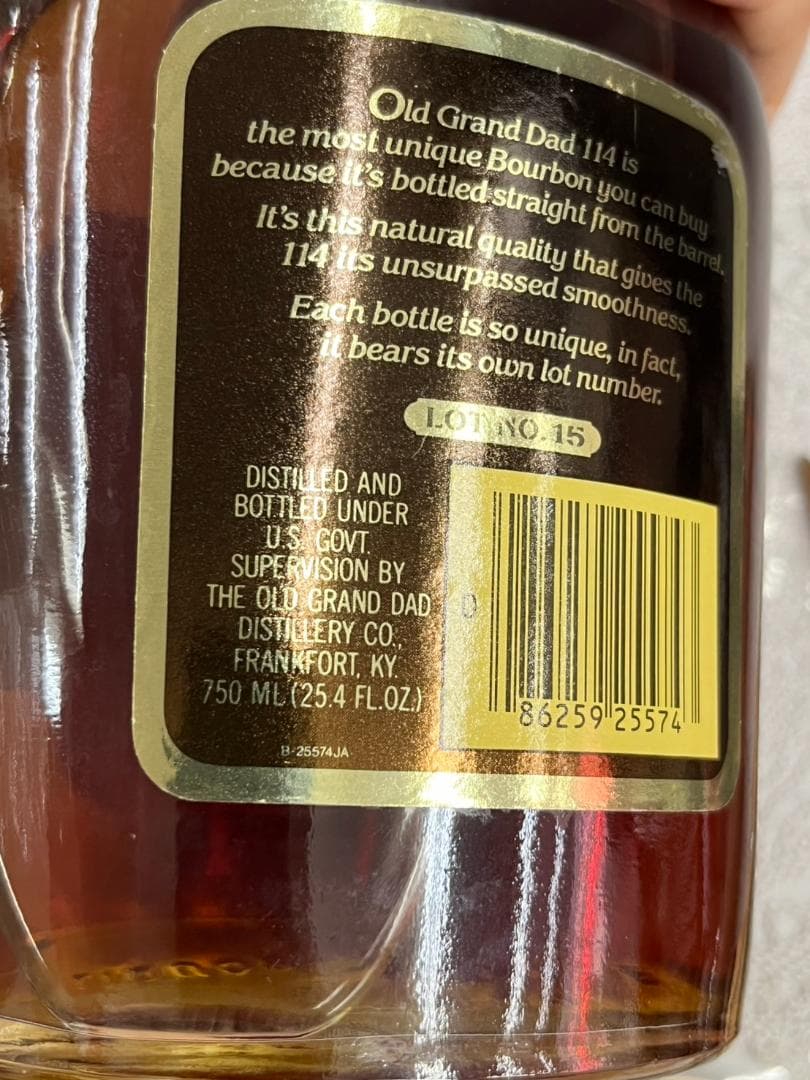 Old Grand Dad 114 is
the most unique Bourbon you can buy
because it's bottled straight from the barrel.
It's this natural quality that gives the
114 its unsurpassed smoothness.
Each bottle is so unique, in fact,
it bears its own lot number.
LOT NO. 15
DISTILLED AND
BOTTLED UNDER
U.S. GOVT.
SUPERVISION BY
THE OLD GRAND DAD
DISTILLERY CO.,
FRANKFORT, KY.
750 ML (25.4 FL.OZ.)
B-25574JA
0 86259 25574